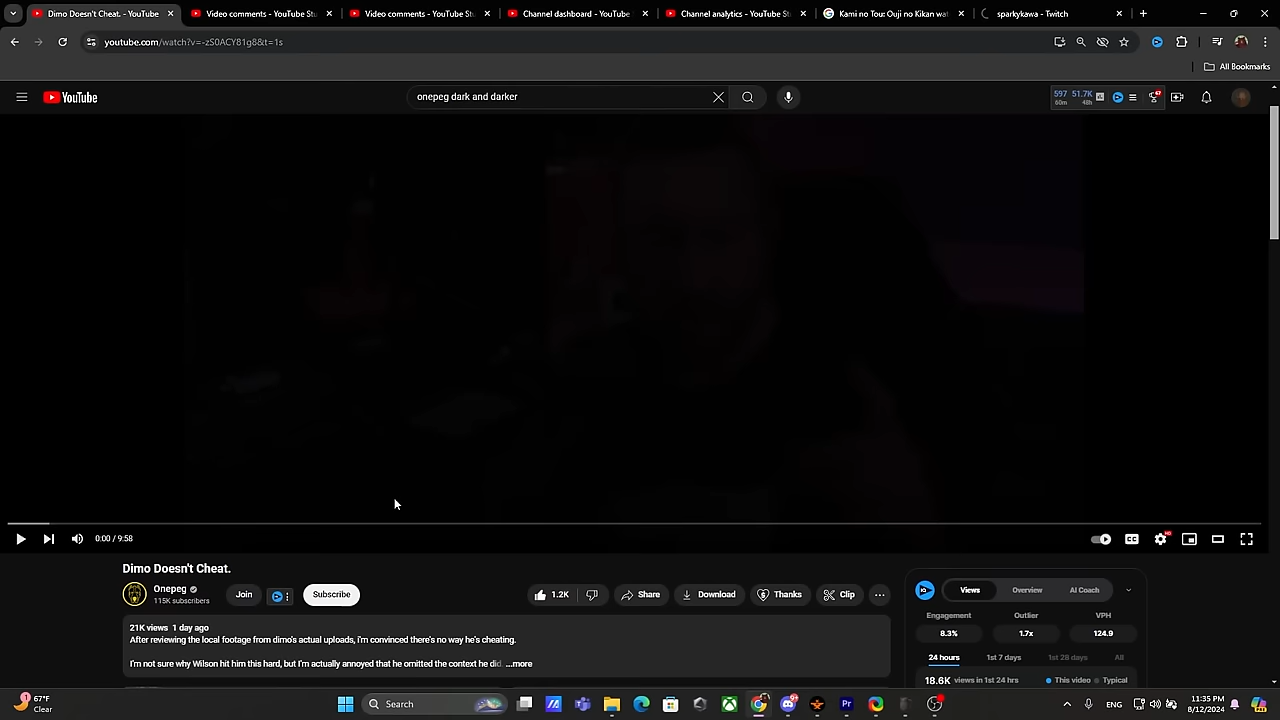 Dimo Doesn't Cheat. - YouTube
Video comments - YouTube Stu
Video comments - YouTube Stu
Channel dashboard - YouTube
Channel analytics - YouTube St
Kami no Tou: Ouji no Kikan wat
sparkykawa - Twitch
youtube.com/watch?v=-zS0ACY81g8&t=1s
All Bookmarks
YouTube
onepeg dark and darker
597 51.7K
60m 48h
0:00 / 9:58
Dimo Doesn't Cheat.
Onepeg
115K subscribers
Join
Subscribe
1.2K
Share
Download
Thanks
Clip
21K views 1 day ago
After reviewing the local footage from dimo's actual uploads, i'm convinced there's no way he's cheating.
I'm not sure why Wilson hit him this hard, but I'm actually annoyed that he omitted the context he did ...more
Views Overview AI Coach
Engagement Outlier VPH
8.3% 1.7x 124.9
24 hours 1st 7 days 1st 28 days All
18.6K views in 1st 24 hrs This video Typical
67°F
Clear
Search
ENG
11:35 PM
8/12/2024